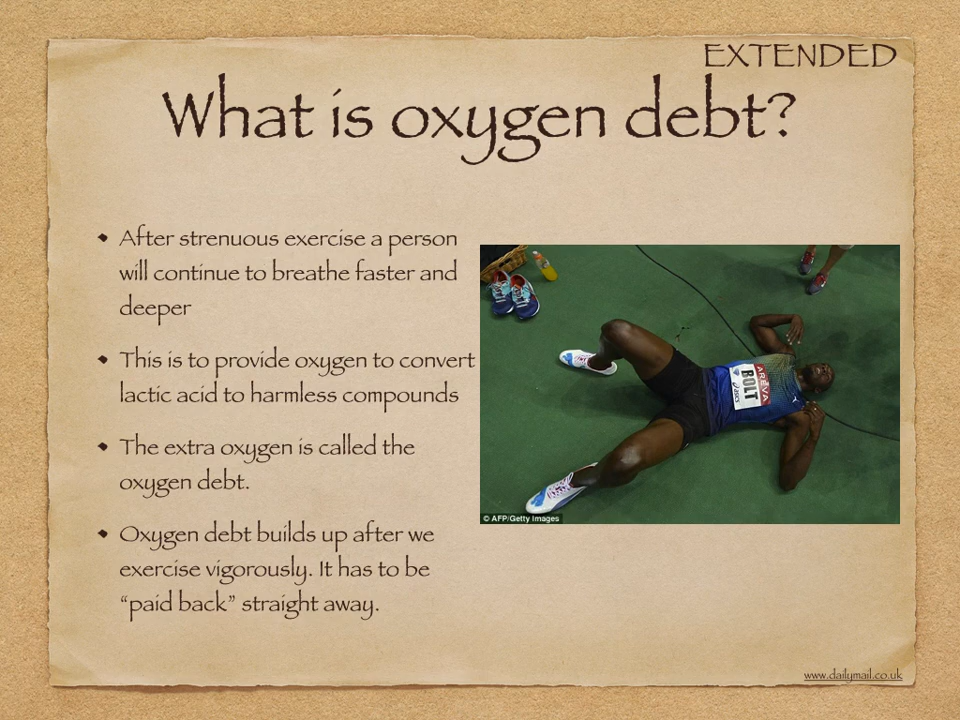 EXTENDED
What is oxygen debt?
• After strenuous exercise a person
will continue to breathe faster and
deeper
• This is to provide oxygen to convert
lactic acid to harmless compounds
• The extra oxygen is called the
oxygen debt.
• Oxygen debt builds up after we
exercise vigorously. It has to be
“paid back” straight away.
AREVA
BOLT
asics
© AFP/Getty Images
www.dailymail.co.uk